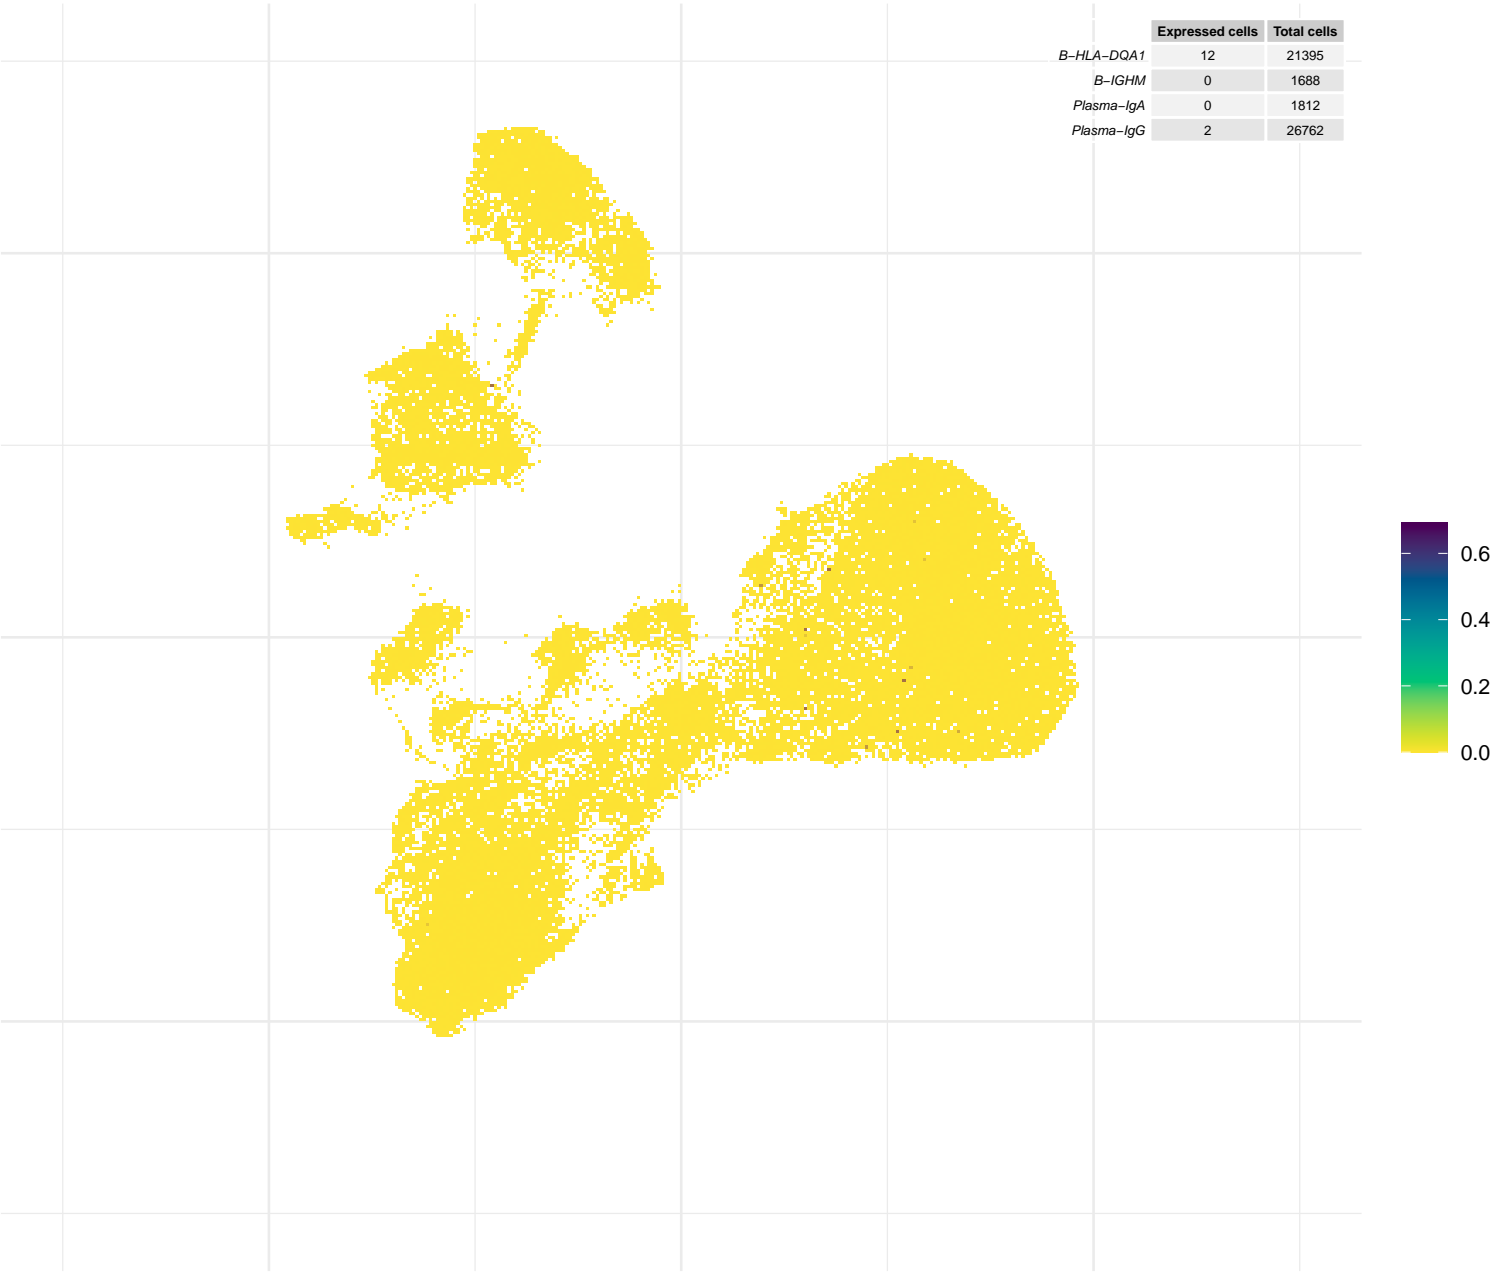 Expressed cells Total cells
B−HLA−DQA1 12 21395
B−IGHM 0 1688
Plasma−IgA 0 1812
Plasma−IgG 2 26762
0.6
0.4
0.2
0.0